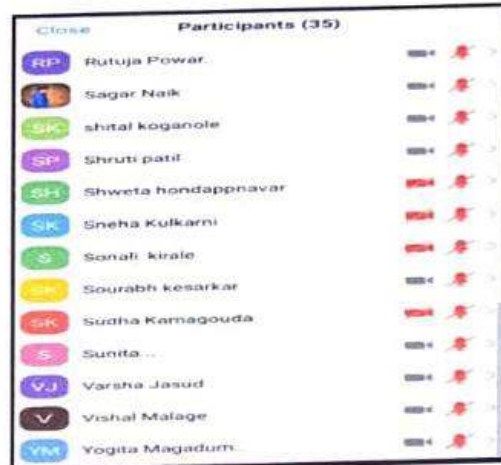 Close Participants (35)
RP Rutuja Powar..
Sagar Naik
SK shital koganole
SP Shruti patil
SH Shweta hondappnavar
SK Sneha Kulkarni
S Sonali kirale
SK Sourabh kesarkar
SK Sudha Kamagouda
S Sunita...
VJ Varsha Jasud
V Vishal Malage
YM Yogita Magadum..